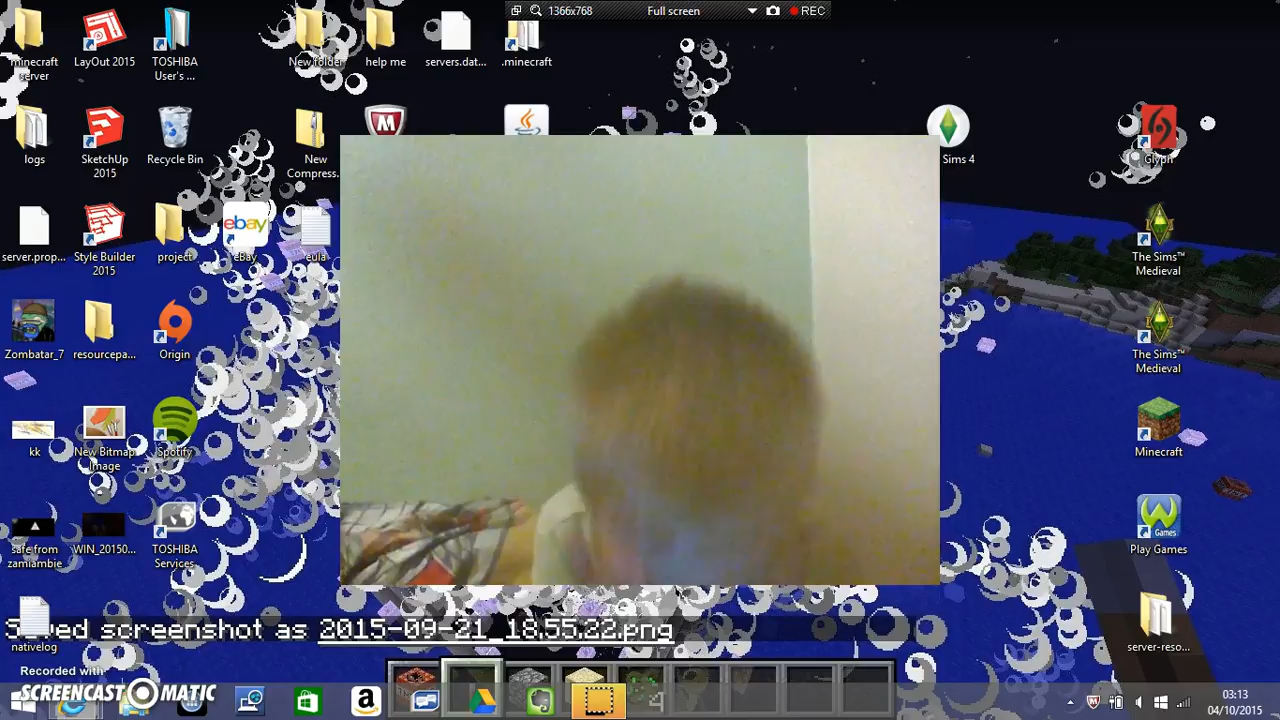 1366x768 Full screen REC
minecraft server
LayOut 2015
TOSHIBA User's ...
New folder
help me
servers.dat...
.minecraft
logs
SketchUp 2015
Recycle Bin
New Compress...
Sims 4
Glyph
server.prop...
Style Builder 2015
project
ebay
eBay
eula
The Sims™ Medieval
Zombatar_7
resourcepa...
Origin
The Sims™ Medieval
kk
New Bitmap Image
Spotify
Minecraft
safe from zamiambie
WIN_20150...
TOSHIBA Services
Games
Play Games
Saved screenshot as 2015-09-21_18.55.22.png
nativelog
server-reso...
Recorded with
SCREENCAST MATIC
03:13
04/10/2015